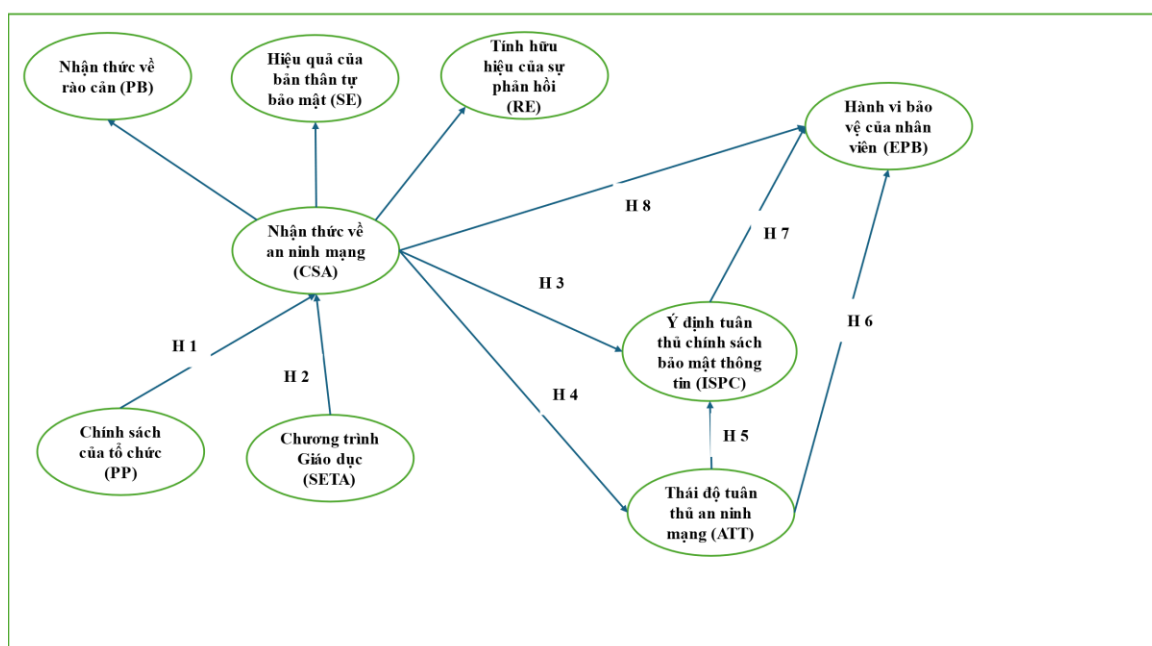 Nhận thức về
rào cản (PB)
Hiệu quả của
bản thân tự
bảo mật (SE)
Tính hữu
hiệu của sự
phản hồi
(RE)
Hành vi bảo
vệ của nhân
viên (EPB)
Nhận thức về
an ninh mạng
(CSA)
H 8
H 7
H 3
Ý định tuân
thủ chính sách
bảo mật thông
tin (ISPC)
H 6
H 1
H 2
H 4
Chính sách
của tổ chức
(PP)
Chương trình
Giáo dục
(SETA)
H 5
Thái độ tuân
thủ an ninh
mạng (ATT)